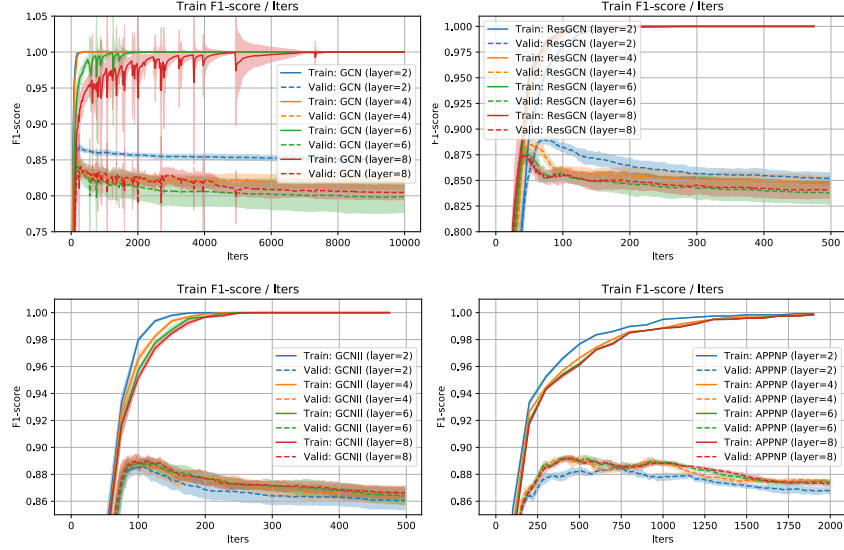 Train F1-score / Iters
F1-score
1.05
1.00
0.95
0.90
0.85
0.80
0.75
Train: GCN (layer=2)
Valid: GCN (layer=2)
Train: GCN (layer=4)
Valid: GCN (layer=4)
Train: GCN (layer=6)
Valid: GCN (layer=6)
Train: GCN (layer=8)
Valid: GCN (layer=8)
0 2000 4000 6000 8000 10000
Iters
Train F1-score / Iters
F1-score
1.000
0.975
0.950
0.925
0.900
0.875
0.850
0.825
0.800
Train: ResGCN (layer=2)
Valid: ResGCN (layer=2)
Train: ResGCN (layer=4)
Valid: ResGCN (layer=4)
Train: ResGCN (layer=6)
Valid: ResGCN (layer=6)
Train: ResGCN (layer=8)
Valid: ResGCN (layer=8)
0 100 200 300 400 500
Iters
Train F1-score / Iters
F1-score
1.00
0.98
0.96
0.94
0.92
0.90
0.88
0.86
Train: GCNII (layer=2)
Valid: GCNII (layer=2)
Train: GCNII (layer=4)
Valid: GCNII (layer=4)
Train: GCNII (layer=6)
Valid: GCNII (layer=6)
Train: GCNII (layer=8)
Valid: GCNII (layer=8)
0 100 200 300 400 500
Iters
Train F1-score / Iters
F1-score
1.00
0.98
0.96
0.94
0.92
0.90
0.88
0.86
Train: APPNP (layer=2)
Valid: APPNP (layer=2)
Train: APPNP (layer=4)
Valid: APPNP (layer=4)
Train: APPNP (layer=6)
Valid: APPNP (layer=6)
Train: APPNP (layer=8)
Valid: APPNP (layer=8)
250 500 750 1000 1250 1500 1750 2000
Iters